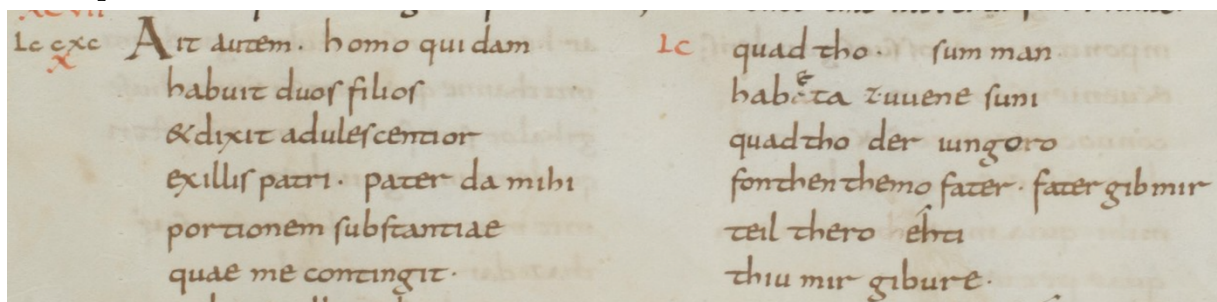 XCVII
Lc cxc
X
Ait autem· homo quidam
habuit duos filios
& dixit adulescentior
ex illis patri· pater da mihi
portionem substantiae
quae me contingit·
Lc
quad tho· sum man
habeta zuuene suni
quad tho der iungoro
fon then themo fater· fater gib mir
teil thero ehti
thiu mir gibure·